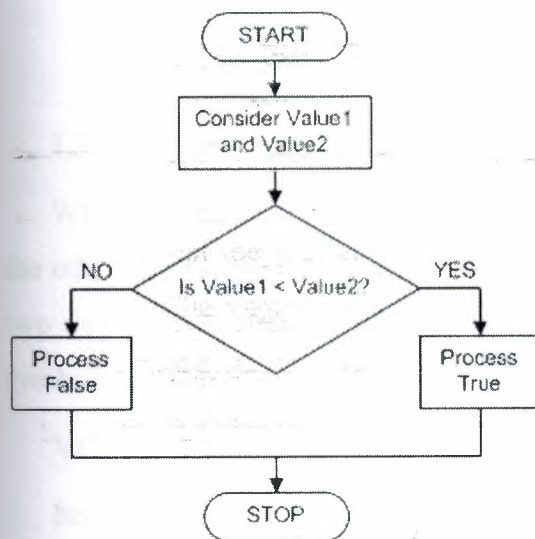 START
Consider Value1
and Value2
Is Value1 < Value2?
NO
YES
Process
False
Process
True
STOP